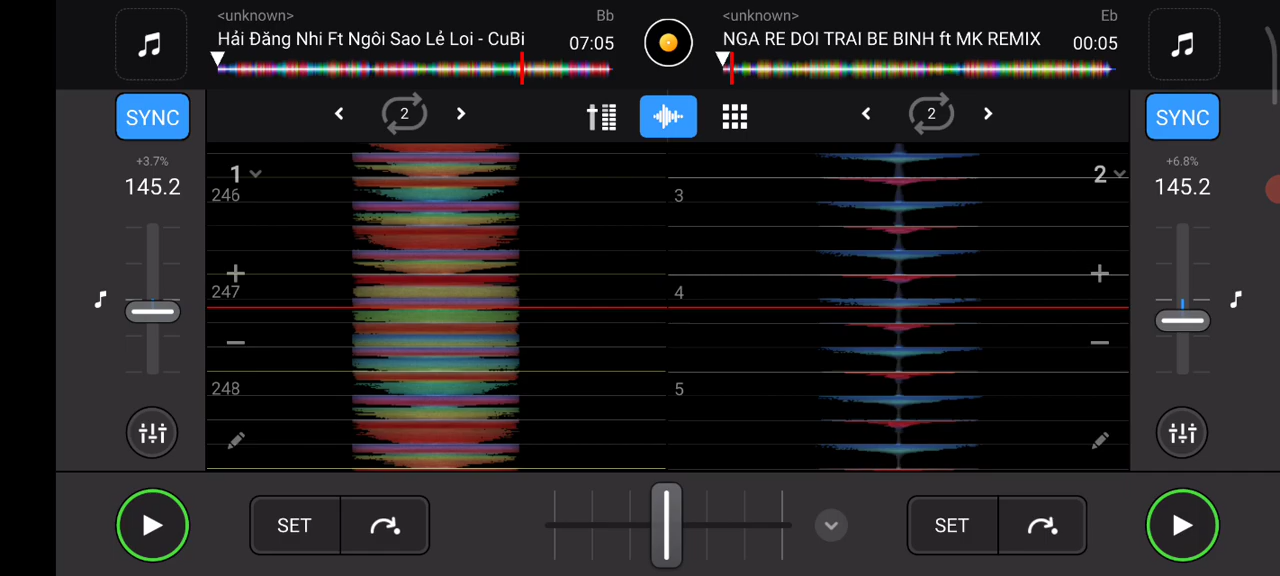 <unknown>
Bb
Hải Đăng Nhi Ft Ngôi Sao Lẻ Loi - CuBi
07:05
<unknown>
Eb
NGA RE DOI TRAI BE BINH ft MK REMIX
00:05
SYNC
2
2
SYNC
+3.7%
145.2
+6.8%
145.2
1
246
247
248
2
3
4
5
SET
SET